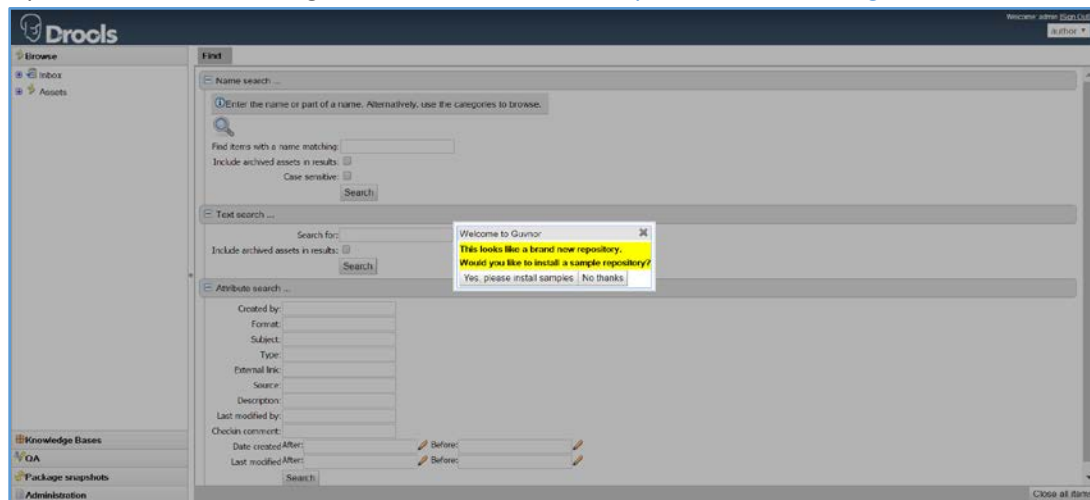 Drools
Welcome: admin [Sign Out]
author
Browse
Inbox
Assets
Knowledge Bases
QA
Package snapshots
Administration
Find
Name search ...
Enter the name or part of a name. Alternatively, use the categories to browse.
Find items with a name matching:
Include archived assets in results:
Case sensitive:
Search
Text search ...
Search for:
Include archived assets in results:
Search
Attribute search ...
Created by:
Format:
Subject:
Type:
External link:
Source:
Description:
Last modified by:
Checkin comment:
Date created After: Before:
Last modified After: Before:
Search
Welcome to Guvnor
This looks like a brand new repository.
Would you like to install a sample repository?
Yes, please install samples No thanks
Close all items